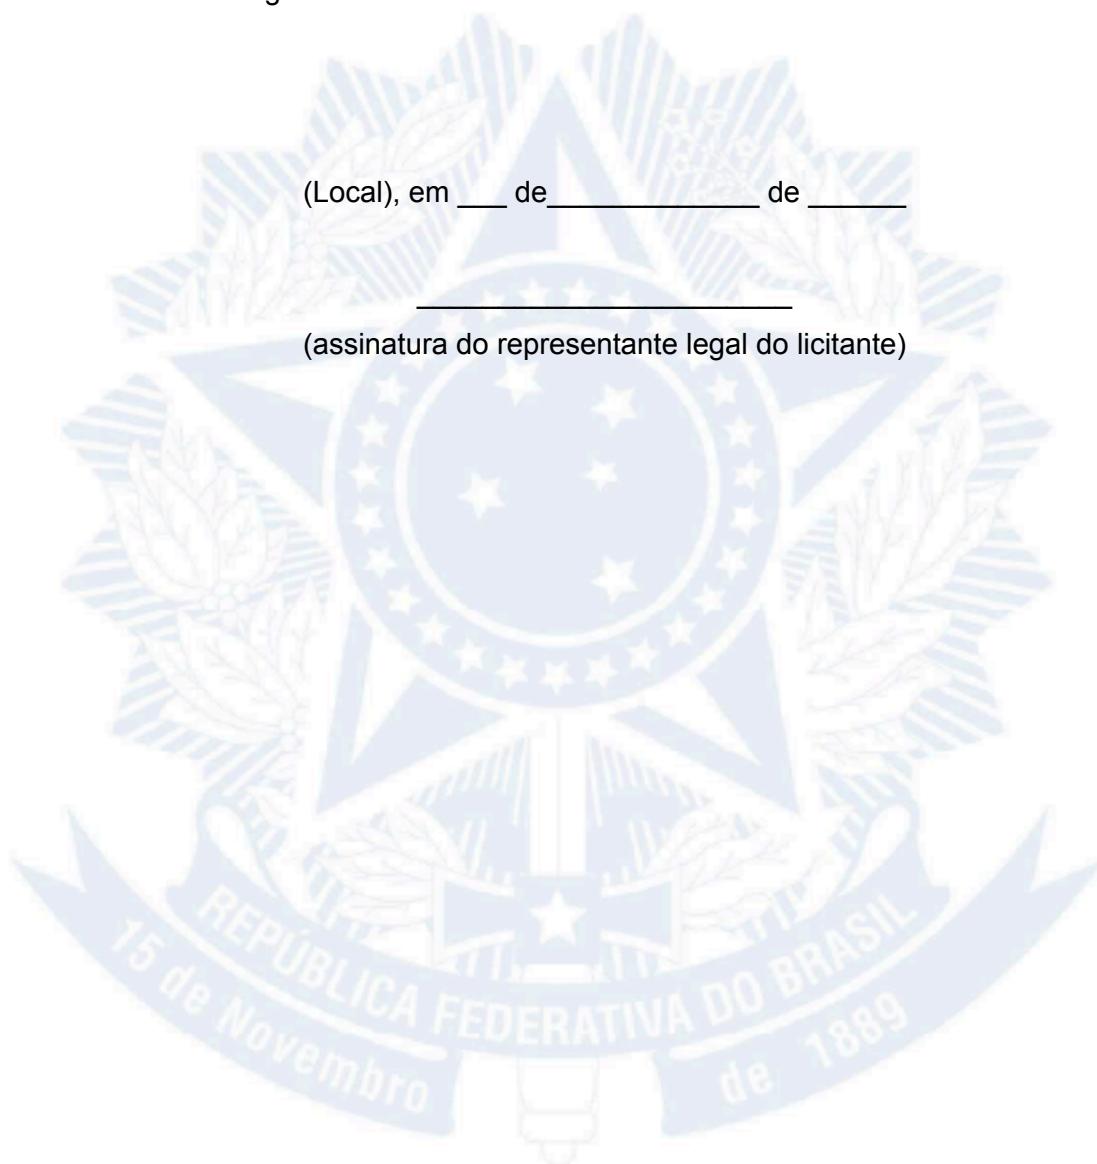 (Local), em ___ de_____________ de ______
_______________________
(assinatura do representante legal do licitante)
REPÚBLICA FEDERATIVA DO BRASIL
15 de Novembro de 1889